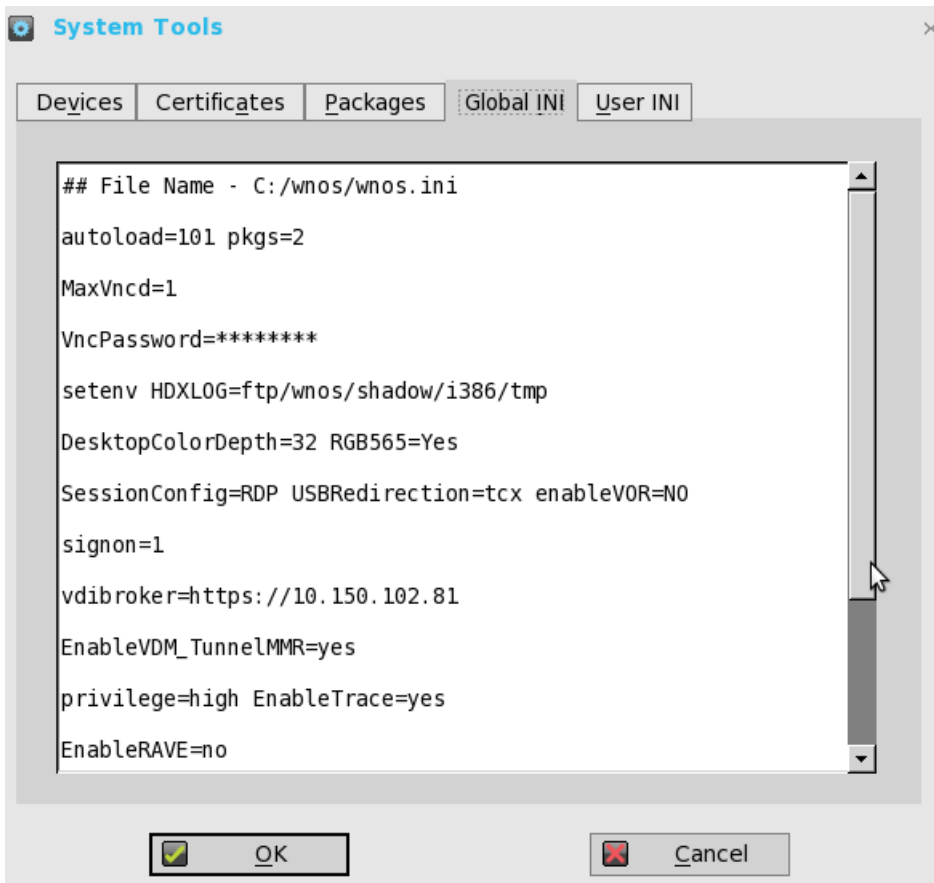 System Tools
Devices Certificates Packages Global INI User INI
## File Name - C:/wnos/wnos.ini
autoload=101 pkgs=2
MaxVncd=1
VncPassword=********
setenv HDXLOG=ftp/wnos/shadow/i386/tmp
DesktopColorDepth=32 RGB565=Yes
SessionConfig=RDP USBRedirection=tcx enableVOR=NO
signon=1
vdibroker=https://10.150.102.81
EnableVDM_TunnelMMR=yes
privilege=high EnableTrace=yes
EnableRAVE=no
OK Cancel